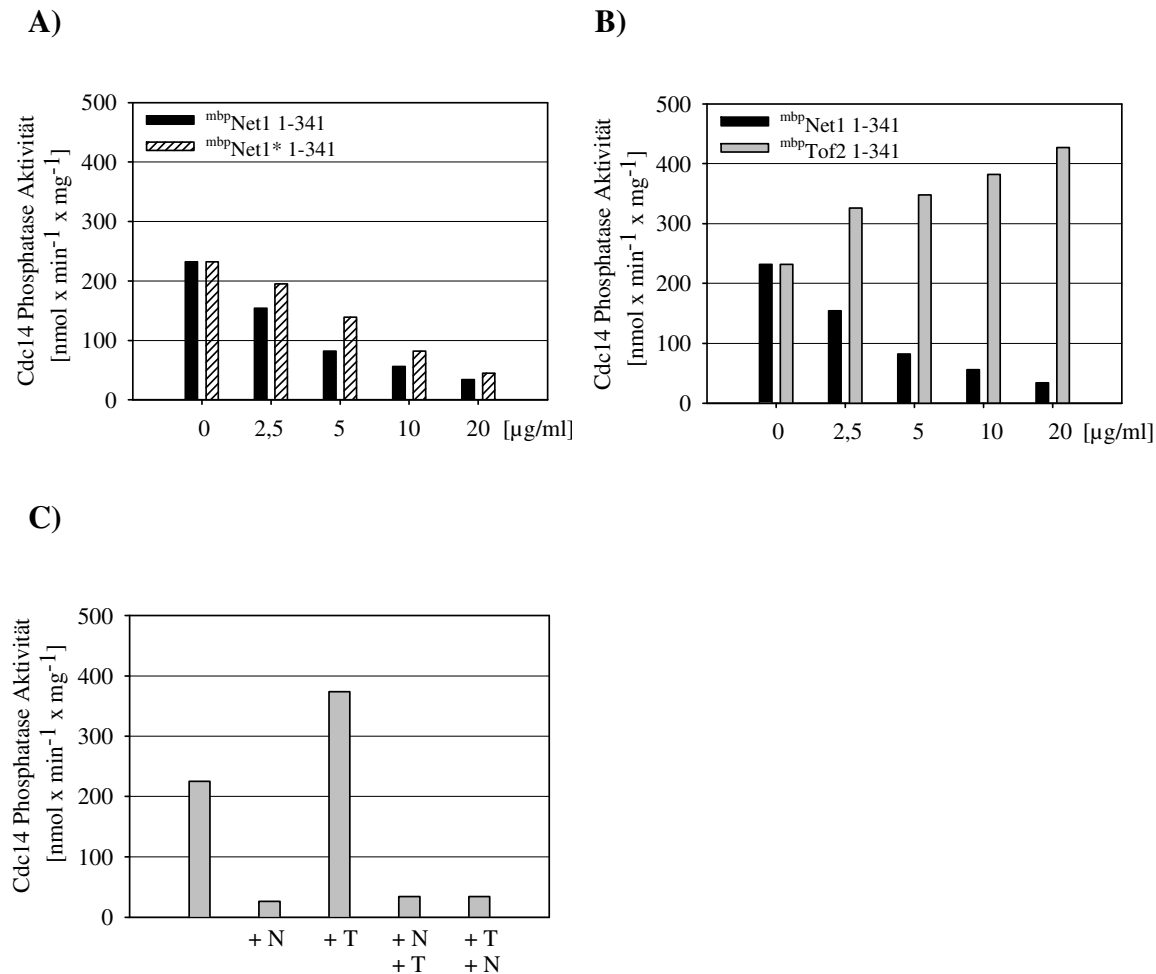 A)
500
400
300
200
100
0
Cdc14 Phosphatase Aktivität
[nmol x min-1 x mg-1]
mbpNet1 1-341
mbpNet1* 1-341
0 2,5 5 10 20 [µg/ml]
B)
500
400
300
200
100
0
Cdc14 Phosphatase Aktivität
[nmol x min-1 x mg-1]
mbpNet1 1-341
mbpTof2 1-341
0 2,5 5 10 20 [µg/ml]
C)
500
400
300
200
100
0
Cdc14 Phosphatase Aktivität
[nmol x min-1 x mg-1]
+ N + T + N + T
+ T + N